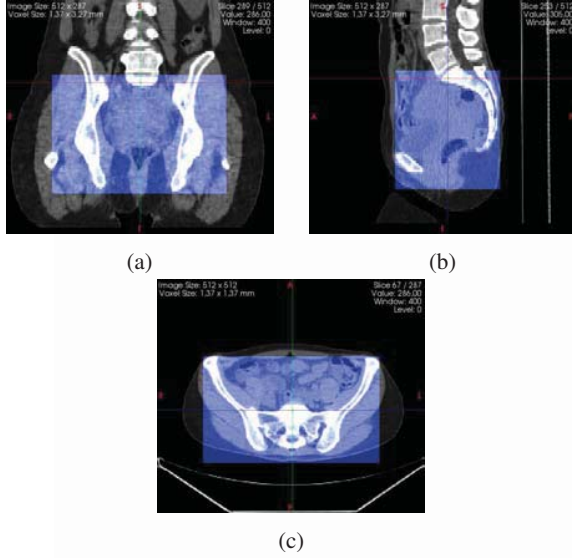 Image Size: 512 x 287
Voxel Size: 1.37 x 3.27 mm
Slice 289 / 512
Value: 286.00
Window: 400
Level: 0
R
L
(a)
Image Size: 512 x 287
Voxel Size: 1.37 x 3.27 mm
Slice 253 / 512
Value: 305.00
Window: 400
Level: 0
A
(b)
Image Size: 512 x 512
Voxel Size: 1.37 x 1.37 mm
Slice 67 / 287
Value: 286.00
Window: 400
Level: 0
A
R
L
(c)